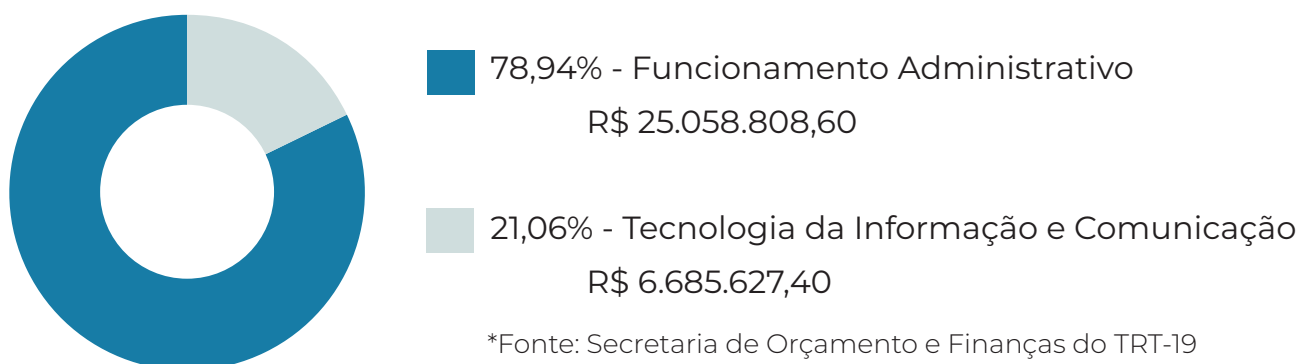 78,94% - Funcionamento Administrativo
R$ 25.058.808,60
21,06% - Tecnologia da Informação e Comunicação
R$ 6.685.627,40
*Fonte: Secretaria de Orçamento e Finanças do TRT-19